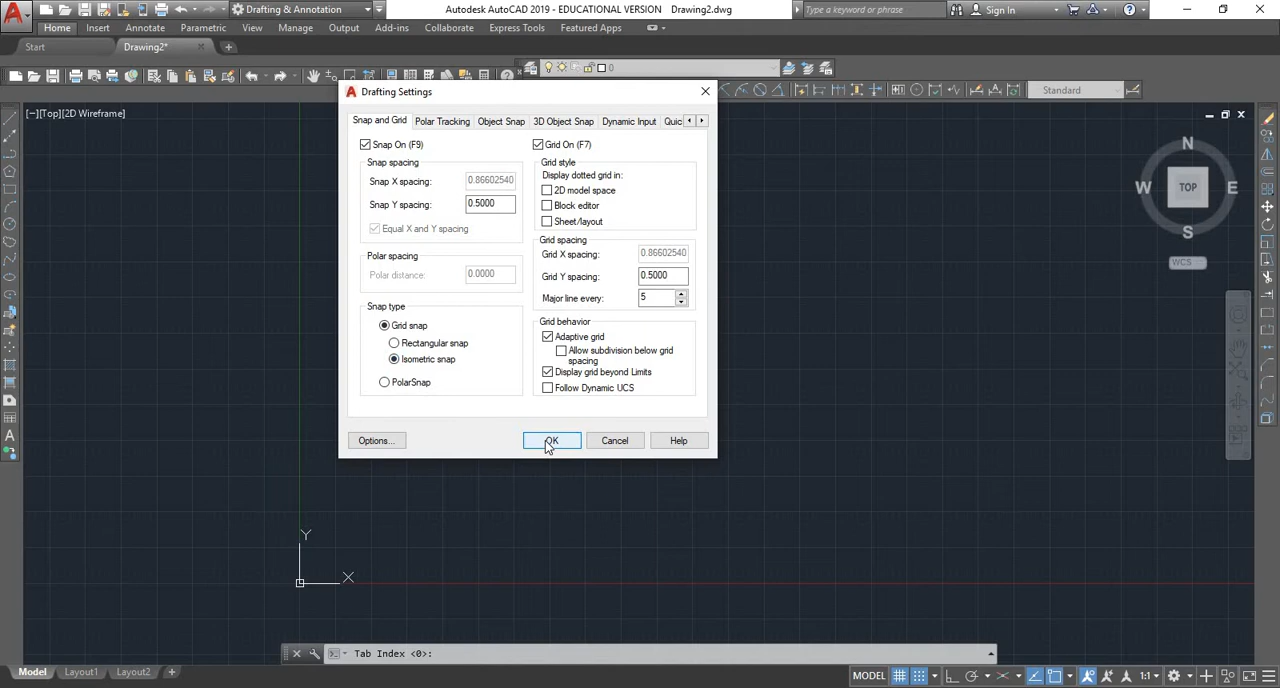 Drafting & Annotation
Autodesk AutoCAD 2019 - EDUCATIONAL VERSION Drawing2.dwg
Type a keyword or phrase
Sign In
Home Insert Annotate Parametric View Manage Output Add-ins Collaborate Express Tools Featured Apps
Start Drawing2*
0
Standard
[−][Top][2D Wireframe]
Drafting Settings
Snap and Grid Polar Tracking Object Snap 3D Object Snap Dynamic Input Quic
Snap On (F9)
Snap spacing
Snap X spacing: 0.86602540
Snap Y spacing: 0.5000
Equal X and Y spacing
Polar spacing
Polar distance: 0.0000
Snap type
Grid snap
Rectangular snap
Isometric snap
PolarSnap
Grid On (F7)
Grid style
Display dotted grid in:
2D model space
Block editor
Sheet/layout
Grid spacing
Grid X spacing: 0.86602540
Grid Y spacing: 0.5000
Major line every: 5
Grid behavior
Adaptive grid
Allow subdivision below grid
spacing
Display grid beyond Limits
Follow Dynamic UCS
Options... OK Cancel Help
N
W TOP E
S
WCS
Y
X
Tab Index <0>:
Model Layout1 Layout2
MODEL 1:1